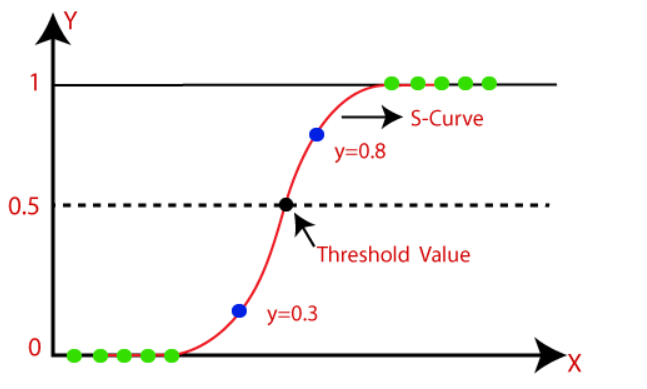 Y
1
S-Curve
y=0.8
0.5
Threshold Value
y=0.3
0
X